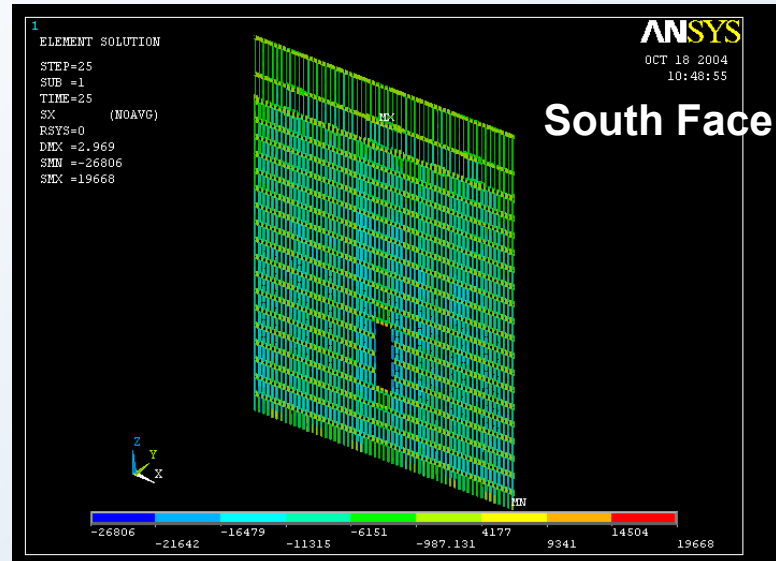 1
ELEMENT SOLUTION
STEP=25
SUB =1
TIME=25
SX (NOAVG)
RSYS=0
DMX =2.969
SMN =-26806
SMX =19668
ANSYS
OCT 18 2004
10:48:55
South Face
MX
Z
Y
X
MN
-26806 -16479 -6151 4177 14504
-21642 -11315 -987.131 9341 19668